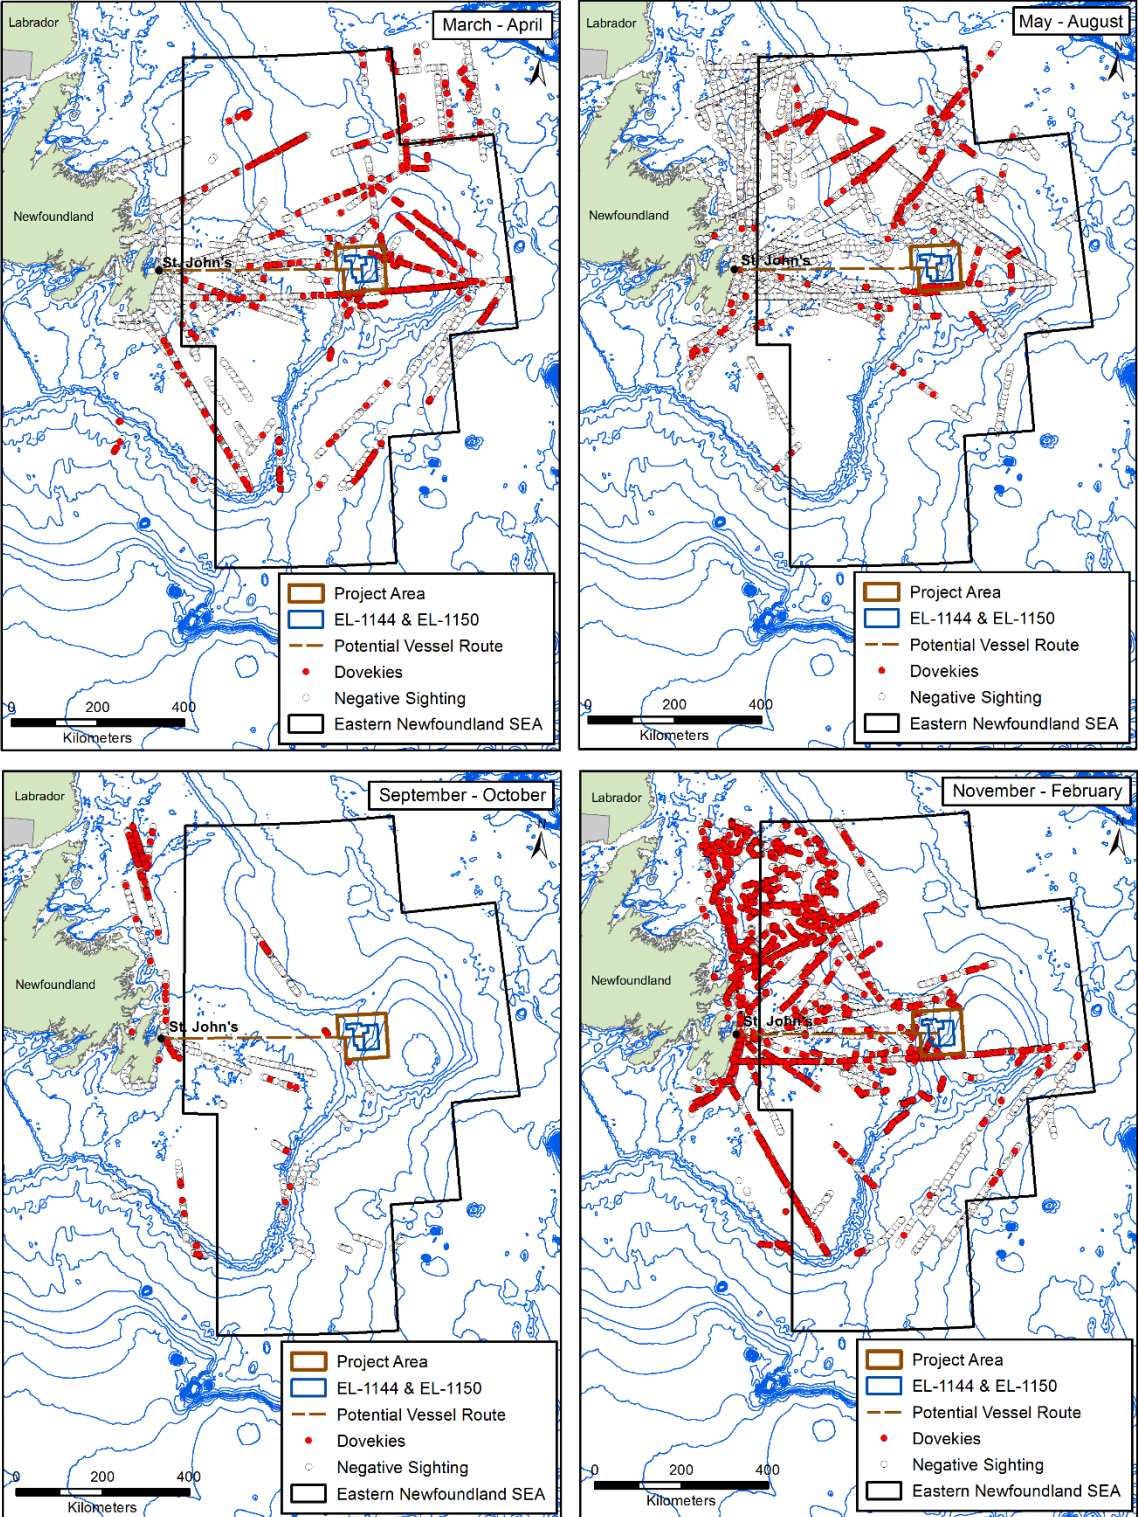 Labrador
March - April
N
Newfoundland
St. John's
Project Area
EL-1144 & EL-1150
Potential Vessel Route
Dovekies
Negative Sighting
Eastern Newfoundland SEA
0 200 400
Kilometers
Labrador
May - August
N
Newfoundland
St. John's
Project Area
EL-1144 & EL-1150
Potential Vessel Route
Dovekies
Negative Sighting
Eastern Newfoundland SEA
0 200 400
Kilometers
Labrador
September - October
N
Newfoundland
St. John's
Project Area
EL-1144 & EL-1150
Potential Vessel Route
Dovekies
Negative Sighting
Eastern Newfoundland SEA
0 200 400
Kilometers
Labrador
November - February
N
Newfoundland
St. John's
Project Area
EL-1144 & EL-1150
Potential Vessel Route
Dovekies
Negative Sighting
Eastern Newfoundland SEA
0 200 400
Kilometers